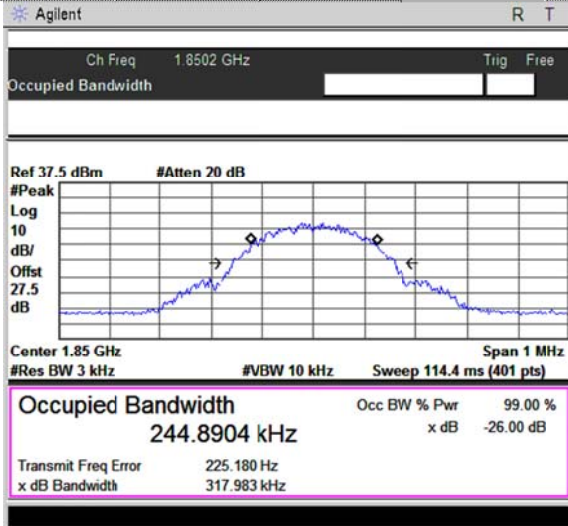 Agilent R T
Ch Freq 1.8502 GHz Trig Free
Occupied Bandwidth
Ref 37.5 dBm #Atten 20 dB
#Peak
Log
10
dB/
Offst
27.5
dB
Center 1.85 GHz Span 1 MHz
#Res BW 3 kHz #VBW 10 kHz Sweep 114.4 ms (401 pts)
Occupied Bandwidth Occ BW % Pwr 99.00 %
244.8904 kHz x dB -26.00 dB
Transmit Freq Error 225.180 Hz
x dB Bandwidth 317.983 kHz